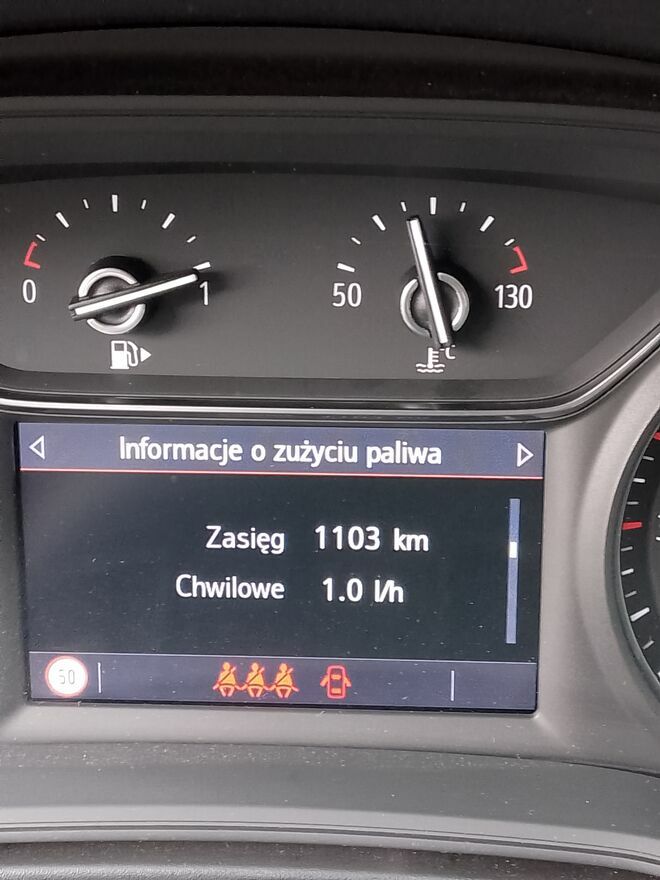 0 1 50 130
°C
Informacje o zużyciu paliwa
Zasięg 1103 km
Chwilowe 1.0 l/h
50